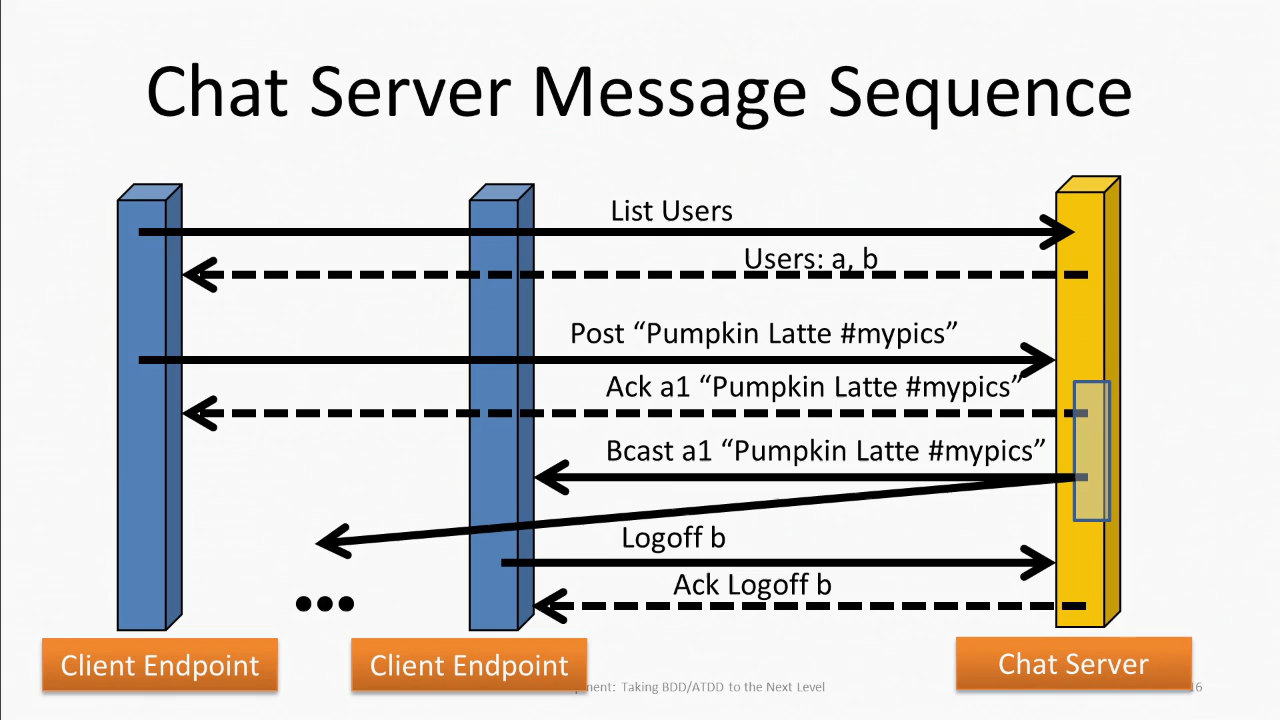 Chat Server Message Sequence
List Users
Users: a, b
Post “Pumpkin Latte #mypics”
Ack a1 “Pumpkin Latte #mypics”
Bcast a1 “Pumpkin Latte #mypics”
Logoff b
Ack Logoff b
Client Endpoint
Client Endpoint
Chat Server
: Taking BDD/ATDD to the Next Level
16